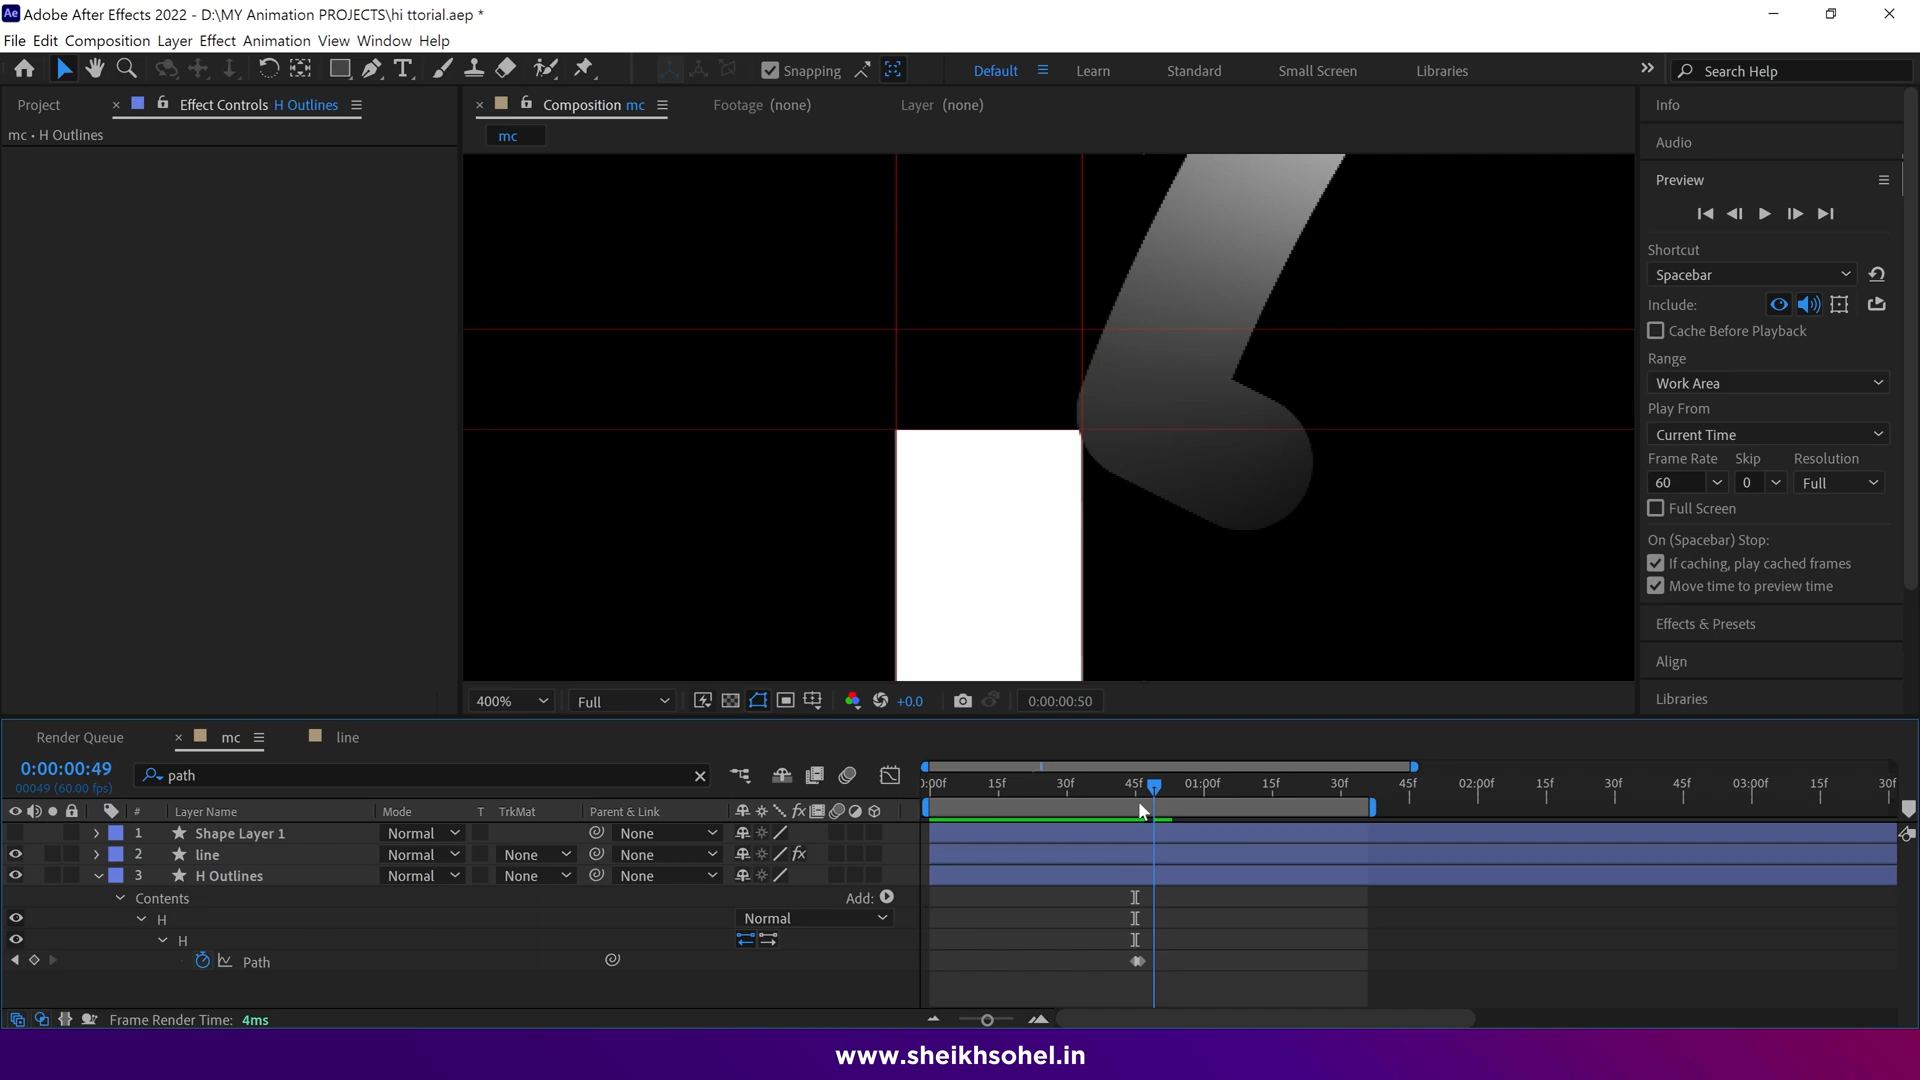 Ae Adobe After Effects 2022 - D:\MY Animation PROJECTS\hi ttorial.aep *
File Edit Composition Layer Effect Animation View Window Help
Snapping Default Learn Standard Small Screen Libraries Search Help
Project Effect Controls H Outlines Composition mc Footage (none) Layer (none)
mc • H Outlines
mc
Info
Audio
Preview
Shortcut
Spacebar
Include:
Cache Before Playback
Range
Work Area
Play From
Current Time
Frame Rate Skip Resolution
60 0 Full
Full Screen
On (Spacebar) Stop:
If caching, play cached frames
Move time to preview time
Effects & Presets
Align
Libraries
400% Full +0.0 0:00:00:50
Render Queue mc line
0:00:00:49
00049 (60.00 fps)
path
:00f 15f 30f 45f 01:00f 15f 30f 45f 02:00f 15f 30f 45f 03:00f 15f 30f
# Layer Name Mode T TrkMat Parent & Link fx
1 Shape Layer 1 Normal None
2 line Normal None None fx
3 H Outlines Normal None None
Contents Add:
H Normal
H
Path
Frame Render Time: 4ms
www.sheikhsohel.in